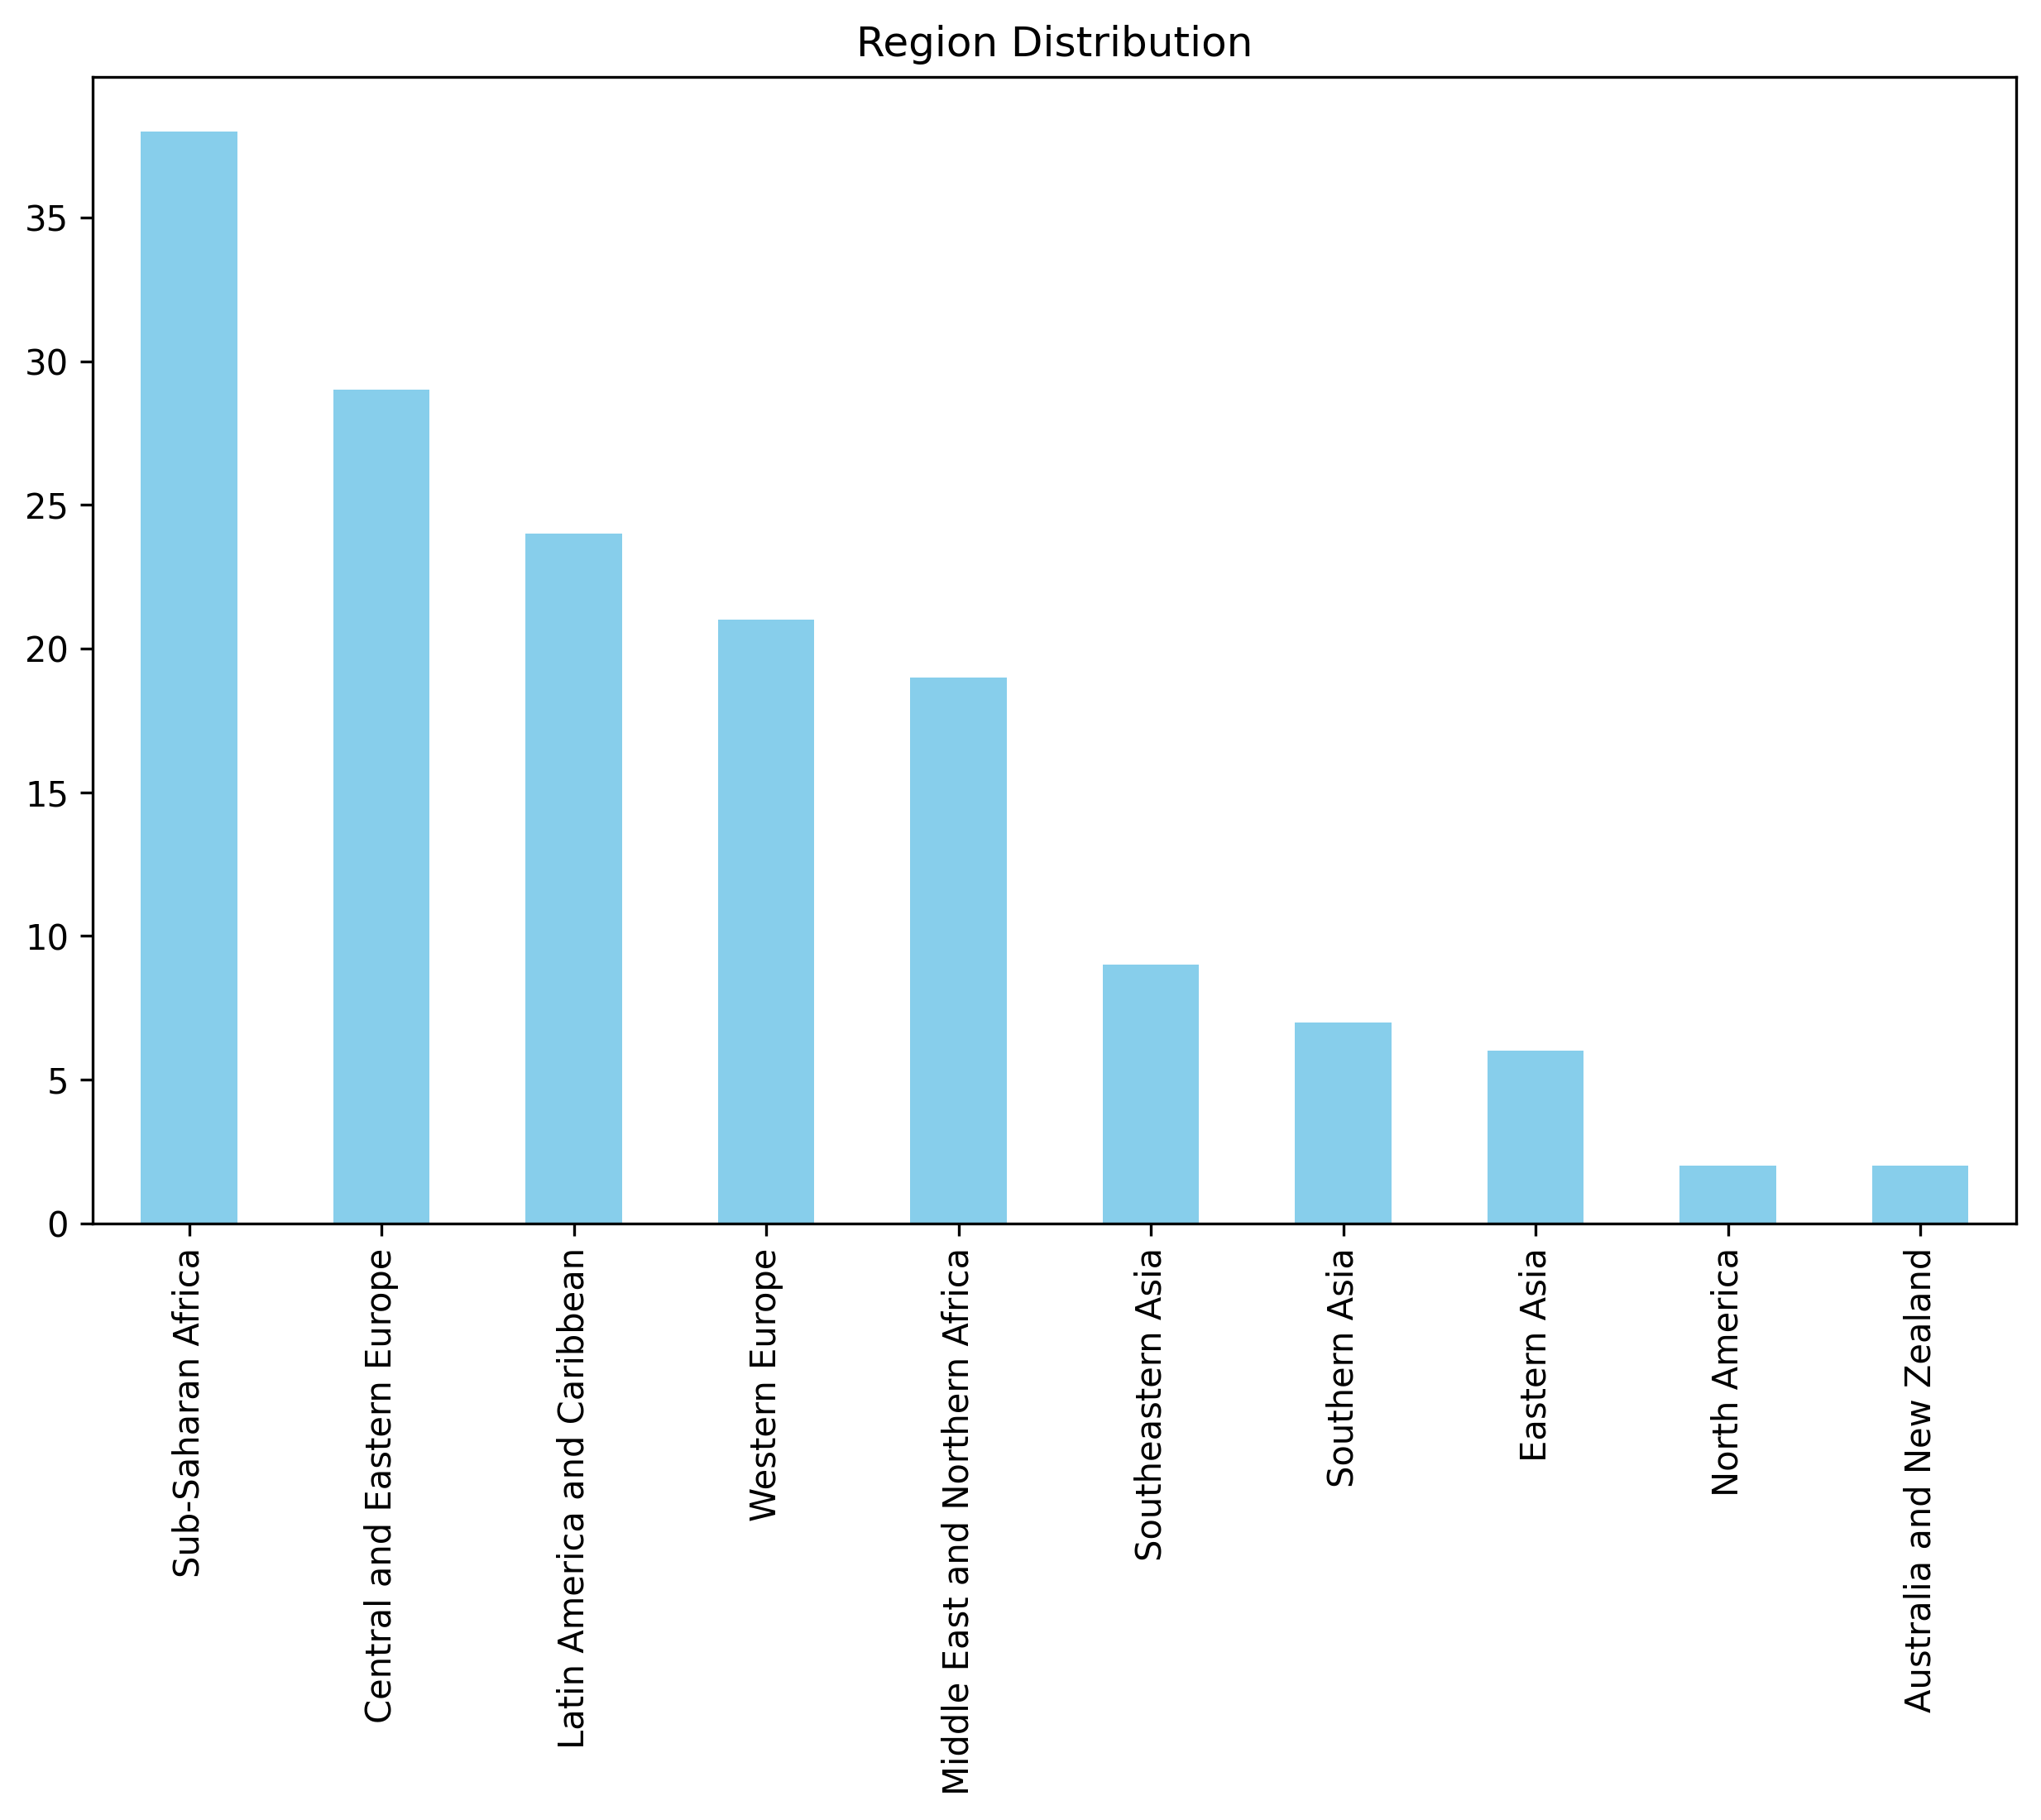 Region Distribution
35
30
25
20
15
10
5
0
Sub-Saharan Africa
Central and Eastern Europe
Latin America and Caribbean
Western Europe
Middle East and Northern Africa
Southeastern Asia
Southern Asia
Eastern Asia
North America
Australia and New Zealand